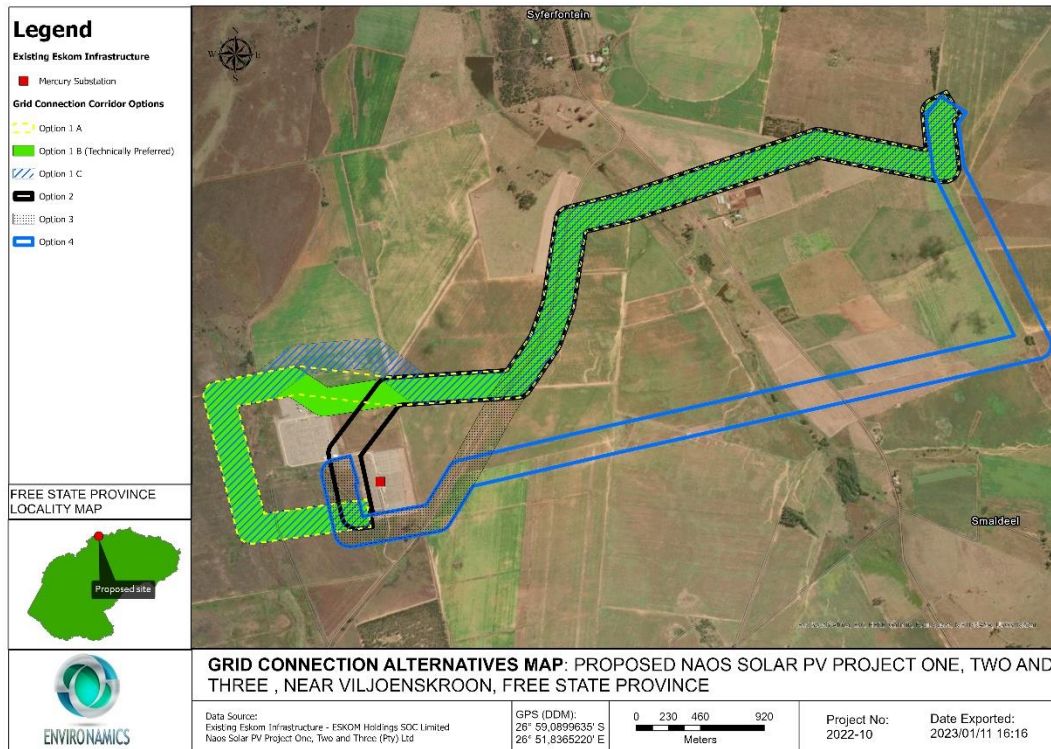 Legend
Existing Eskom Infrastructure
Mercury Substation
Grid Connection Corridor Options
Option 1 A
Option 1 B (Technically Preferred)
Option 1 C
Option 2
Option 3
Option 4
FREE STATE PROVINCE
LOCALITY MAP
Proposed site
ENVIRONAMICS
Syferfontein
N
W
E
S
Smaldeel
GRID CONNECTION ALTERNATIVES MAP: PROPOSED NAOS SOLAR PV PROJECT ONE, TWO AND
THREE , NEAR VILJOENSKROON, FREE STATE PROVINCE
Data Source:
Existing Eskom Infrastructure - ESKOM Holdings SOC Limited
Naos Solar PV Project One, Two and Three (Pty) Ltd
GPS (DDM):
26° 59,0899635' S
26° 51,8365220' E
0 230 460 920
Meters
Project No:
2022-10
Date Exported:
2023/01/11 16:16